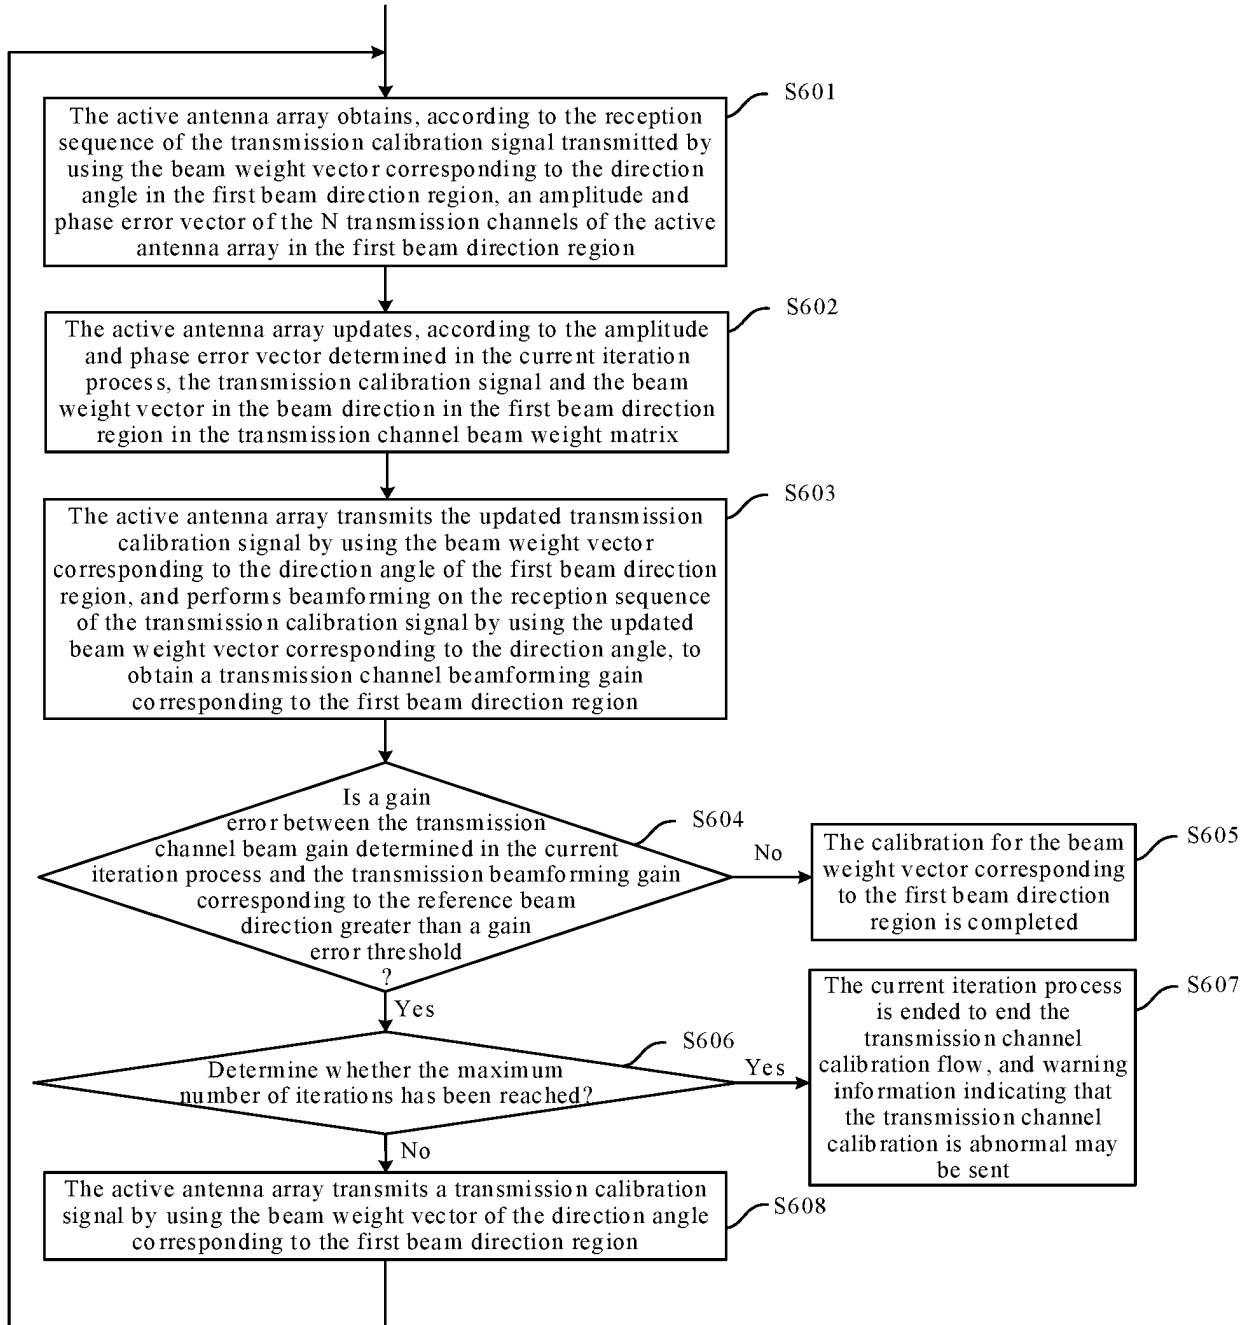 S601
The active antenna array obtains, according to the reception
sequence of the transmission calibration signal transmitted by
using the beam weight vector corresponding to the direction
angle in the first beam direction region, an amplitude and
phase error vector of the N transmission channels of the active
antenna array in the first beam direction region
S602
The active antenna array updates, according to the amplitude
and phase error vector determined in the current iteration
process, the transmission calibration signal and the beam
weight vector in the beam direction in the first beam direction
region in the transmission channel beam weight matrix
S603
The active antenna array transmits the updated transmission
calibration signal by using the beam weight vector
corresponding to the direction angle of the first beam direction
region, and performs beamforming on the reception sequence
of the transmission calibration signal by using the updated
beam weight vector corresponding to the direction angle, to
obtain a transmission channel beamforming gain
corresponding to the first beam direction region
Is a gain
error between the transmission
channel beam gain determined in the current
iteration process and the transmission beamforming gain
corresponding to the reference beam
direction greater than a gain
error threshold
?
S604
No
S605
The calibration for the beam
weight vector corresponding
to the first beam direction
region is completed
Yes
S606
Determine whether the maximum
number of iterations has been reached?
Yes
S607
The current iteration process
is ended to end the
transmission channel
calibration flow, and warning
information indicating that
the transmission channel
calibration is abnormal may
be sent
No
S608
The active antenna array transmits a transmission calibration
signal by using the beam weight vector of the direction angle
corresponding to the first beam direction region